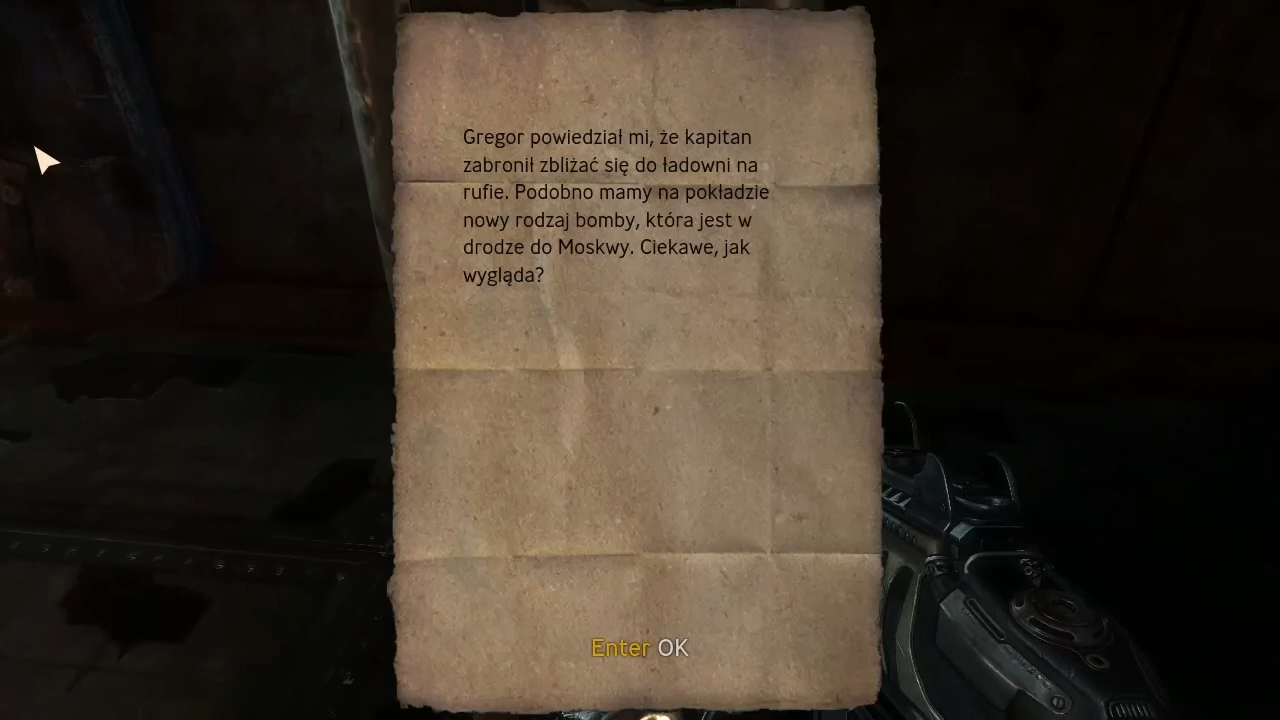 Gregor powiedział mi, że kapitan
zabronił zbliżać się do ładowni na
rufie. Podobno mamy na pokładzie
nowy rodzaj bomby, która jest w
drodze do Moskwy. Ciekawe, jak
wygląda?
Enter OK